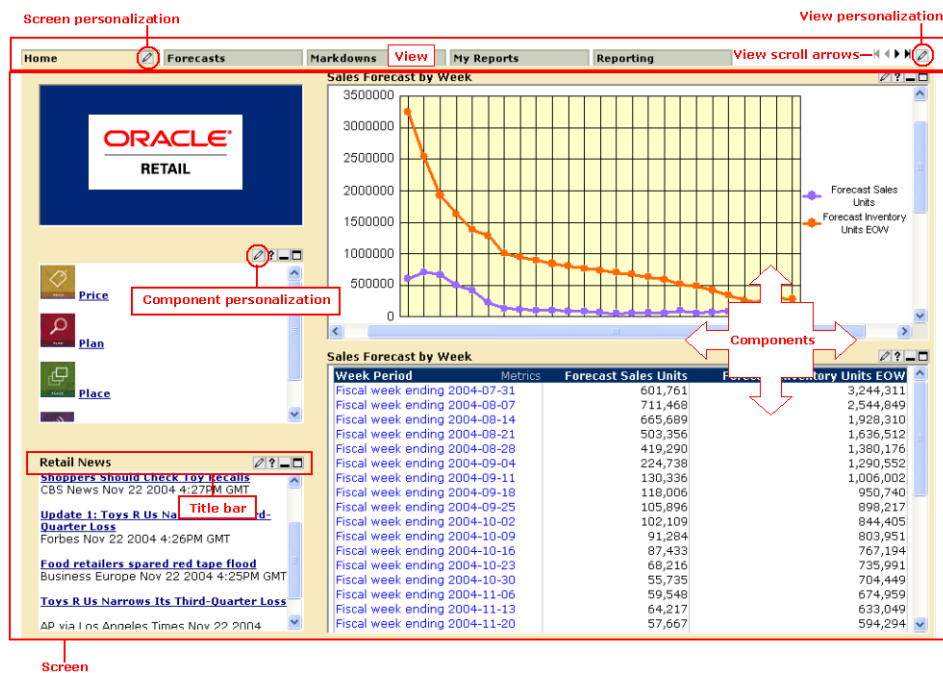 Screen personalization
View personalization
Home
Forecasts
Markdowns
View
My Reports
Reporting
View scroll arrows
ORACLE®
RETAIL
?
Component personalization
Price
Plan
Place
Retail News
?
Shoppers Should Check Toy Recalls
CBS News Nov 22 2004 4:27PM GMT
Title bar
Update 1: Toys R Us Na rd-
Quarter Loss
Forbes Nov 22 2004 4:26PM GMT
Food retailers spared red tape flood
Business Europe Nov 22 2004 4:25PM GMT
Toys R Us Narrows Its Third-Quarter Loss
AP via Los Angeles Times Nov 22 2004
Sales Forecast by Week
?
3500000
3000000
2500000
2000000
1500000
1000000
500000
0
Forecast Sales
Units
Forecast Inventory
Units EOW
Components
Sales Forecast by Week
?
Week Period Metrics Forecast Sales Units Units EOW
Fiscal week ending 2004-07-31 601,761 3,244,311
Fiscal week ending 2004-08-07 711,468 2,544,849
Fiscal week ending 2004-08-14 665,689 1,928,310
Fiscal week ending 2004-08-21 503,356 1,636,512
Fiscal week ending 2004-08-28 419,290 1,380,176
Fiscal week ending 2004-09-04 224,738 1,290,552
Fiscal week ending 2004-09-11 130,336 1,006,002
Fiscal week ending 2004-09-18 118,006 950,740
Fiscal week ending 2004-09-25 105,896 898,217
Fiscal week ending 2004-10-02 102,109 844,405
Fiscal week ending 2004-10-09 91,284 803,951
Fiscal week ending 2004-10-16 87,433 767,194
Fiscal week ending 2004-10-23 68,216 735,991
Fiscal week ending 2004-10-30 55,735 704,449
Fiscal week ending 2004-11-06 59,548 674,959
Fiscal week ending 2004-11-13 64,217 633,049
Fiscal week ending 2004-11-20 57,667 594,294
Screen